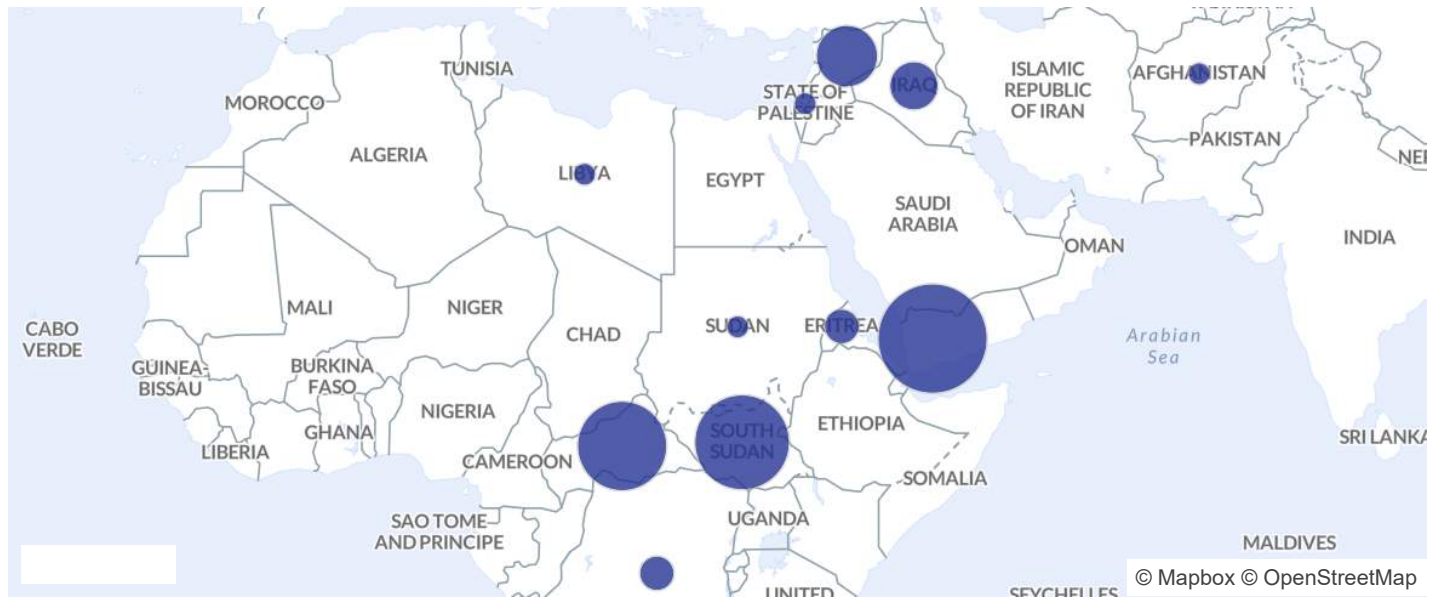 TUNISIA
MOROCCO
ALGERIA
LIBYA
EGYPT
STATE OF
PALESTINE
IRAQ
ISLAMIC
REPUBLIC
OF IRAN
AFGHANISTAN
PAKISTAN
NEP
SAUDI
ARABIA
OMAN
INDIA
CABO
VERDE
MALI
NIGER
CHAD
SUDAN
ERITREA
Arabian
Sea
GUINEA-
BISSAU
BURKINA
FASO
NIGERIA
GHANA
LIBERIA
CAMEROON
SOUTH
SUDAN
ETHIOPIA
SOMALIA
SRI LANKA
SAO TOME
AND PRINCIPE
UGANDA
MALDIVES
UNITED
SEYCHELLES
© Mapbox © OpenStreetMap